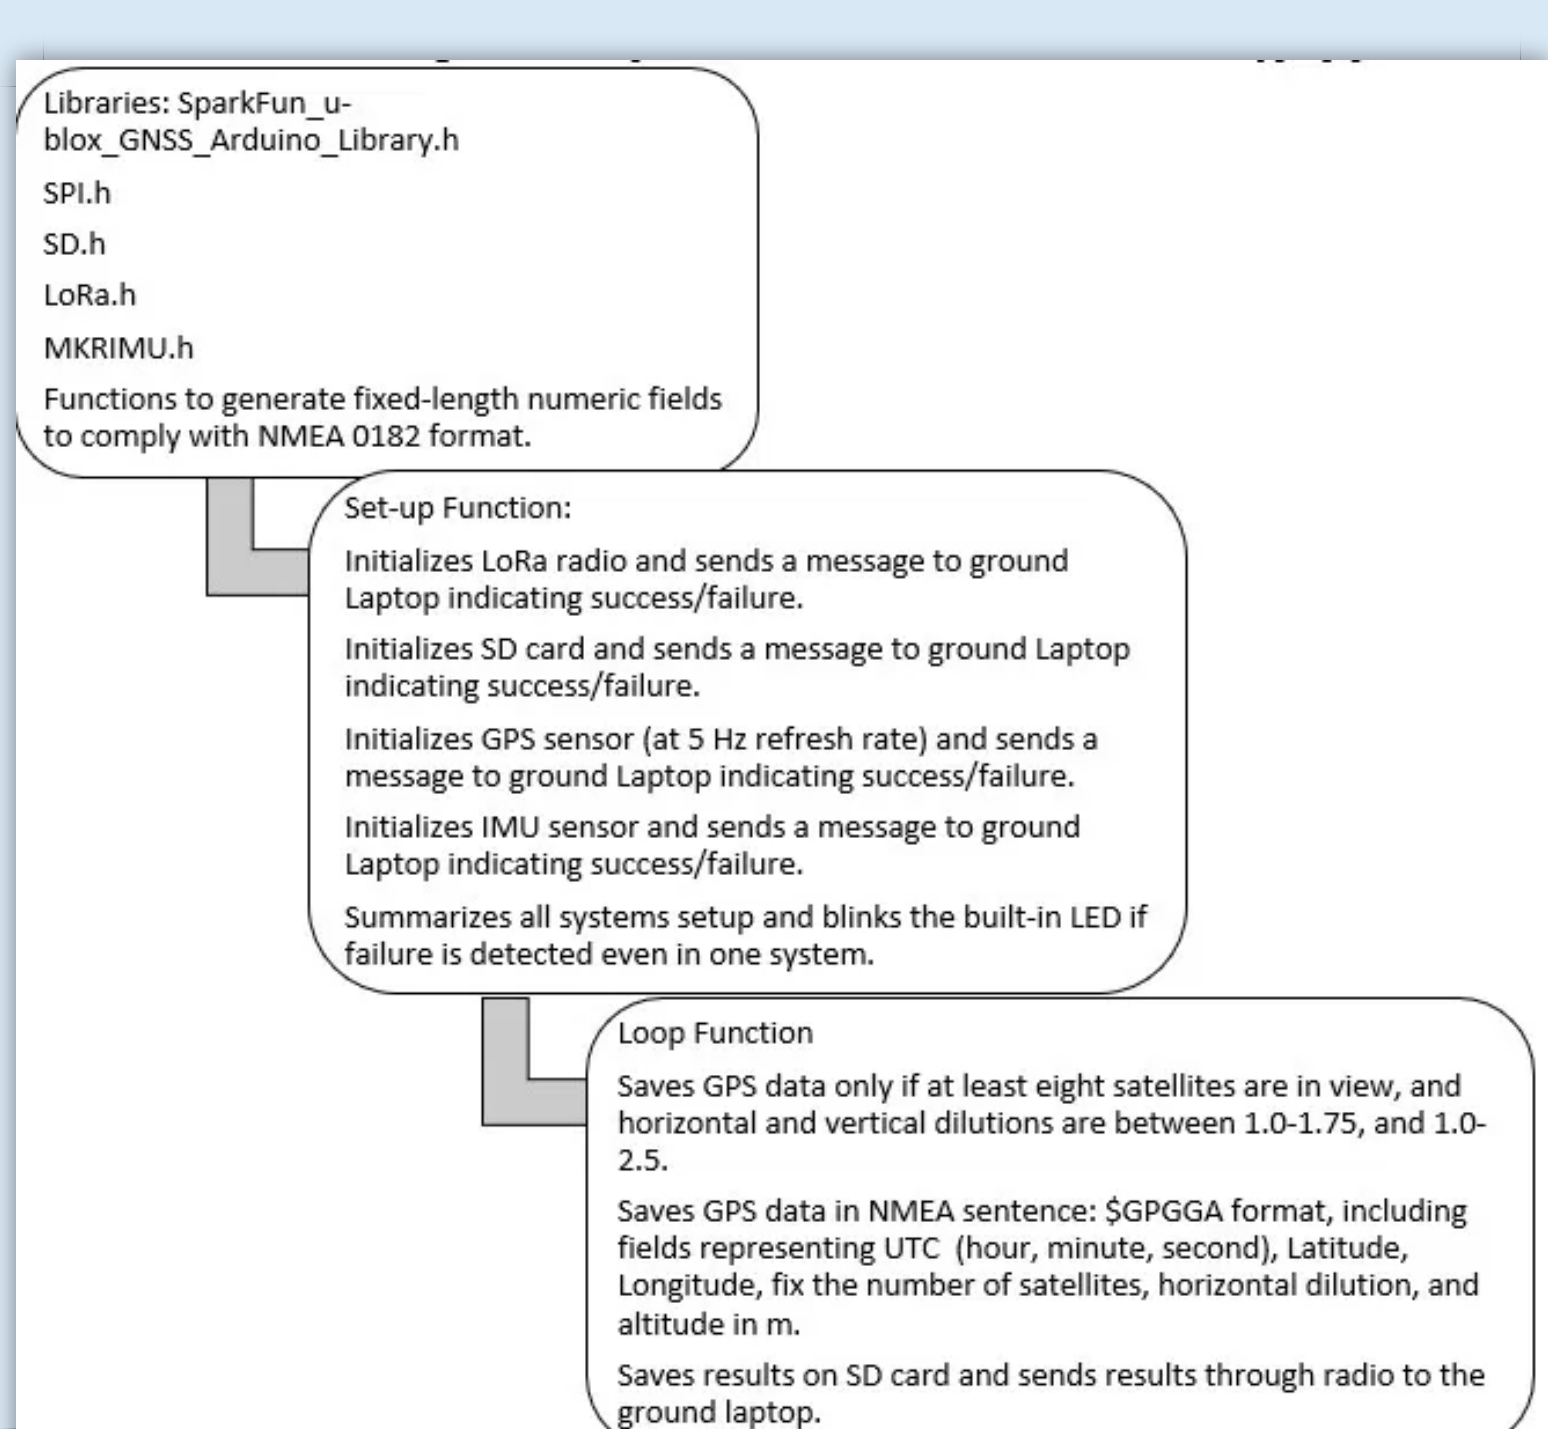 Libraries: SparkFun_u-
blox_GNSS_Arduino_Library.h
SPI.h
SD.h
LoRa.h
MKRIMU.h
Functions to generate fixed-length numeric fields
to comply with NMEA 0182 format.
Set-up Function:
Initializes LoRa radio and sends a message to ground
Laptop indicating success/failure.
Initializes SD card and sends a message to ground Laptop
indicating success/failure.
Initializes GPS sensor (at 5 Hz refresh rate) and sends a
message to ground Laptop indicating success/failure.
Initializes IMU sensor and sends a message to ground
Laptop indicating success/failure.
Summarizes all systems setup and blinks the built-in LED if
failure is detected even in one system.
Loop Function
Saves GPS data only if at least eight satellites are in view, and
horizontal and vertical dilutions are between 1.0-1.75, and 1.0-
2.5.
Saves GPS data in NMEA sentence: $GPGGA format, including
fields representing UTC  (hour, minute, second), Latitude,
Longitude, fix the number of satellites, horizontal dilution, and
altitude in m.
Saves results on SD card and sends results through radio to the
ground laptop.